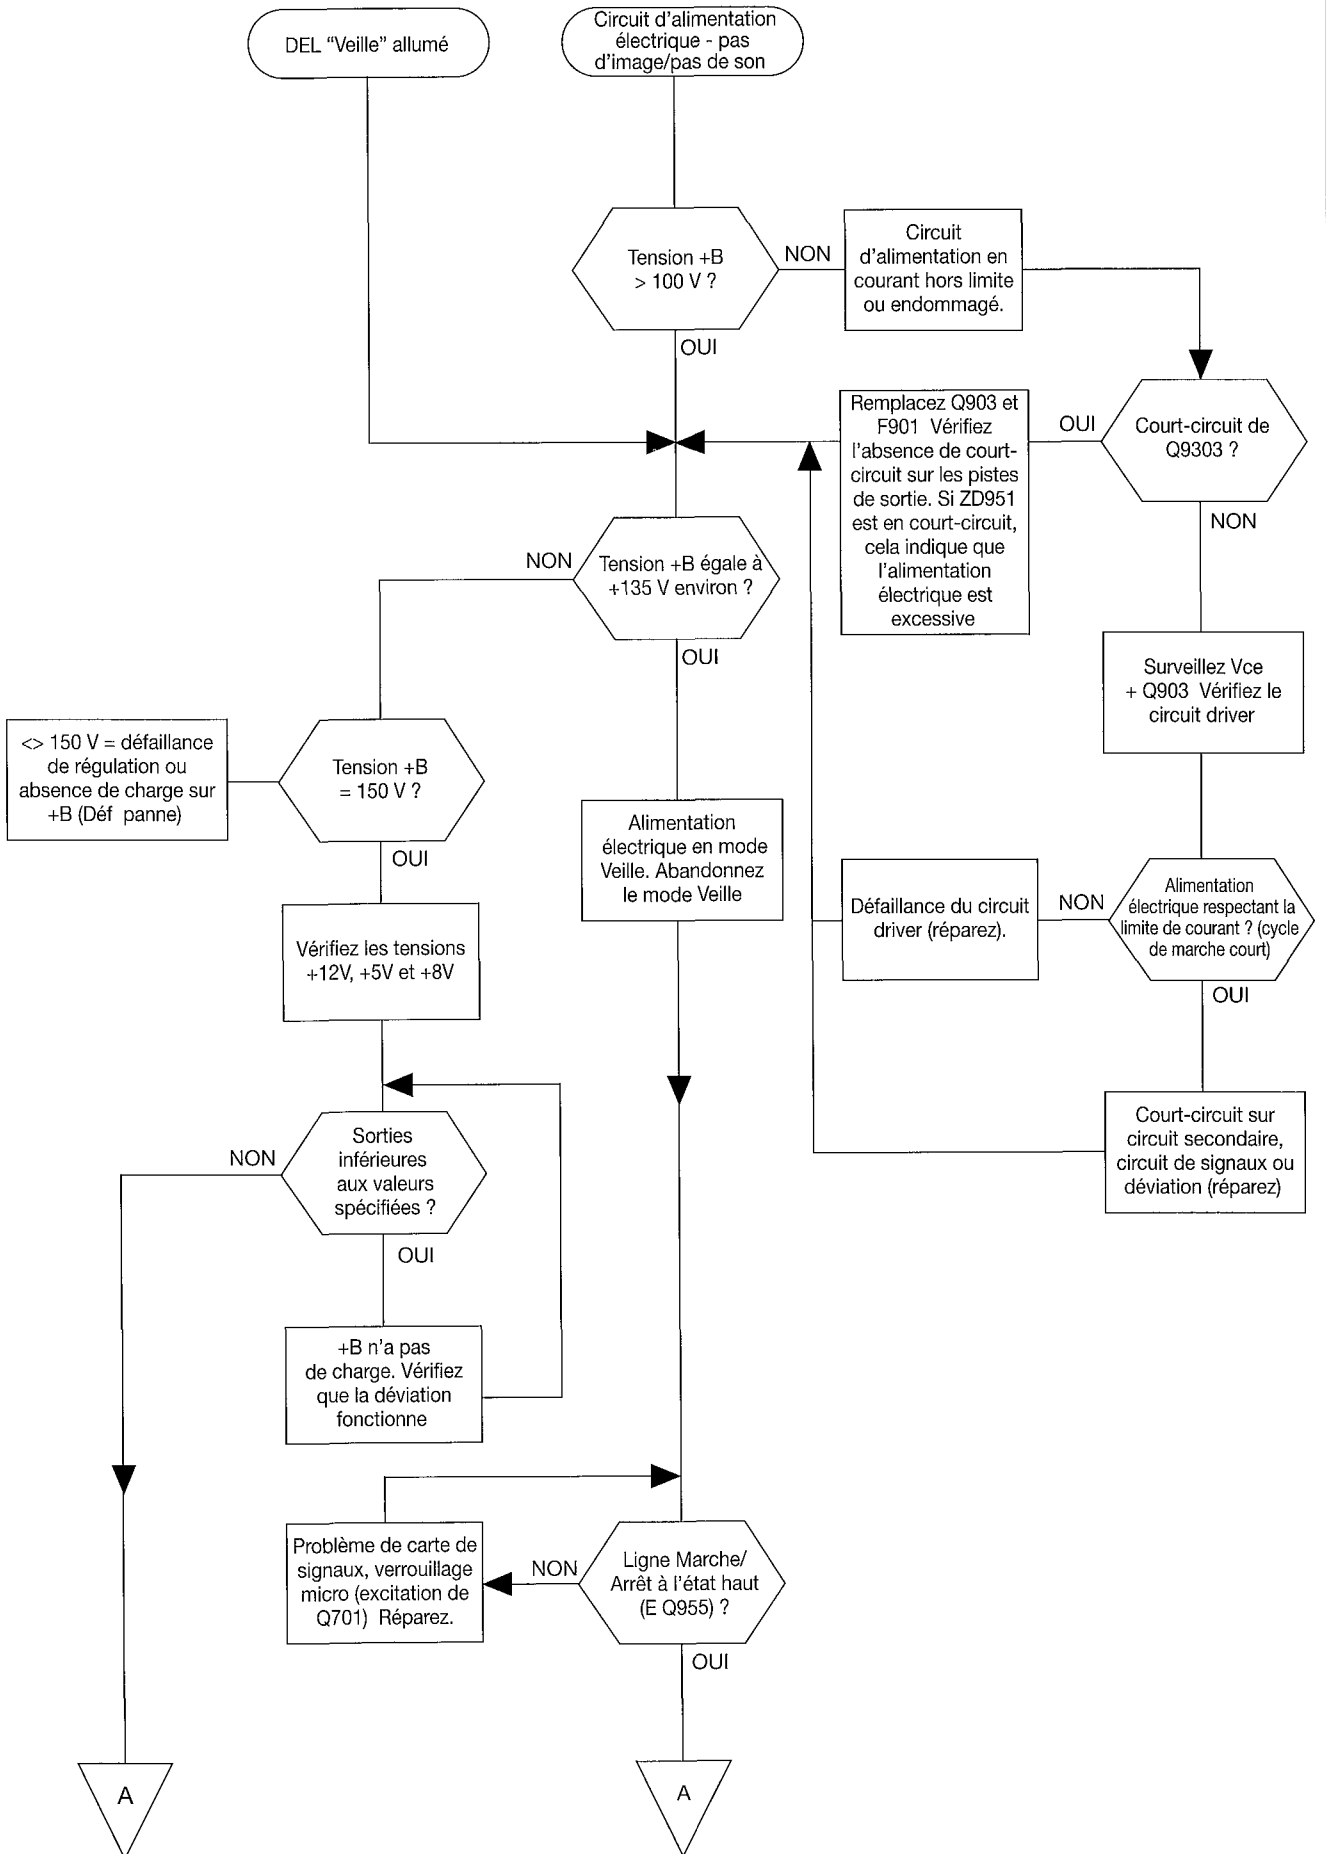 DEL “Veille” allumé
Circuit d'alimentation
électrique - pas
d'image/pas de son
Tension +B
> 100 V ?
NON
Circuit
d'alimentation en
courant hors limite
ou endommagé.
OUI
Remplacez Q903 et
F901 Vérifiez
l'absence de court-
circuit sur les pistes
de sortie. Si ZD951
est en court-circuit,
cela indique que
l'alimentation
électrique est
excessive
OUI
Court-circuit de
Q9303 ?
NON
NON
Tension +B égale à
+135 V environ ?
OUI
Surveillez Vce
+ Q903 Vérifiez le
circuit driver
<> 150 V = défaillance
de régulation ou
absence de charge sur
+B (Déf panne)
Tension +B
= 150 V ?
OUI
Alimentation
électrique en mode
Veille. Abandonnez
le mode Veille
Défaillance du circuit
driver (réparez).
NON
Alimentation
électrique respectant la
limite de courant ? (cycle
de marche court)
OUI
Vérifiez les tensions
+12V, +5V et +8V
Court-circuit sur
circuit secondaire,
circuit de signaux ou
déviation (réparez)
NON
Sorties
inférieures
aux valeurs
spécifiées ?
OUI
+B n'a pas
de charge. Vérifiez
que la déviation
fonctionne
Problème de carte de
signaux, verrouillage
micro (excitation de
Q701) Réparez.
NON
Ligne Marche/
Arrêt à l'état haut
(E Q955) ?
OUI
A
A